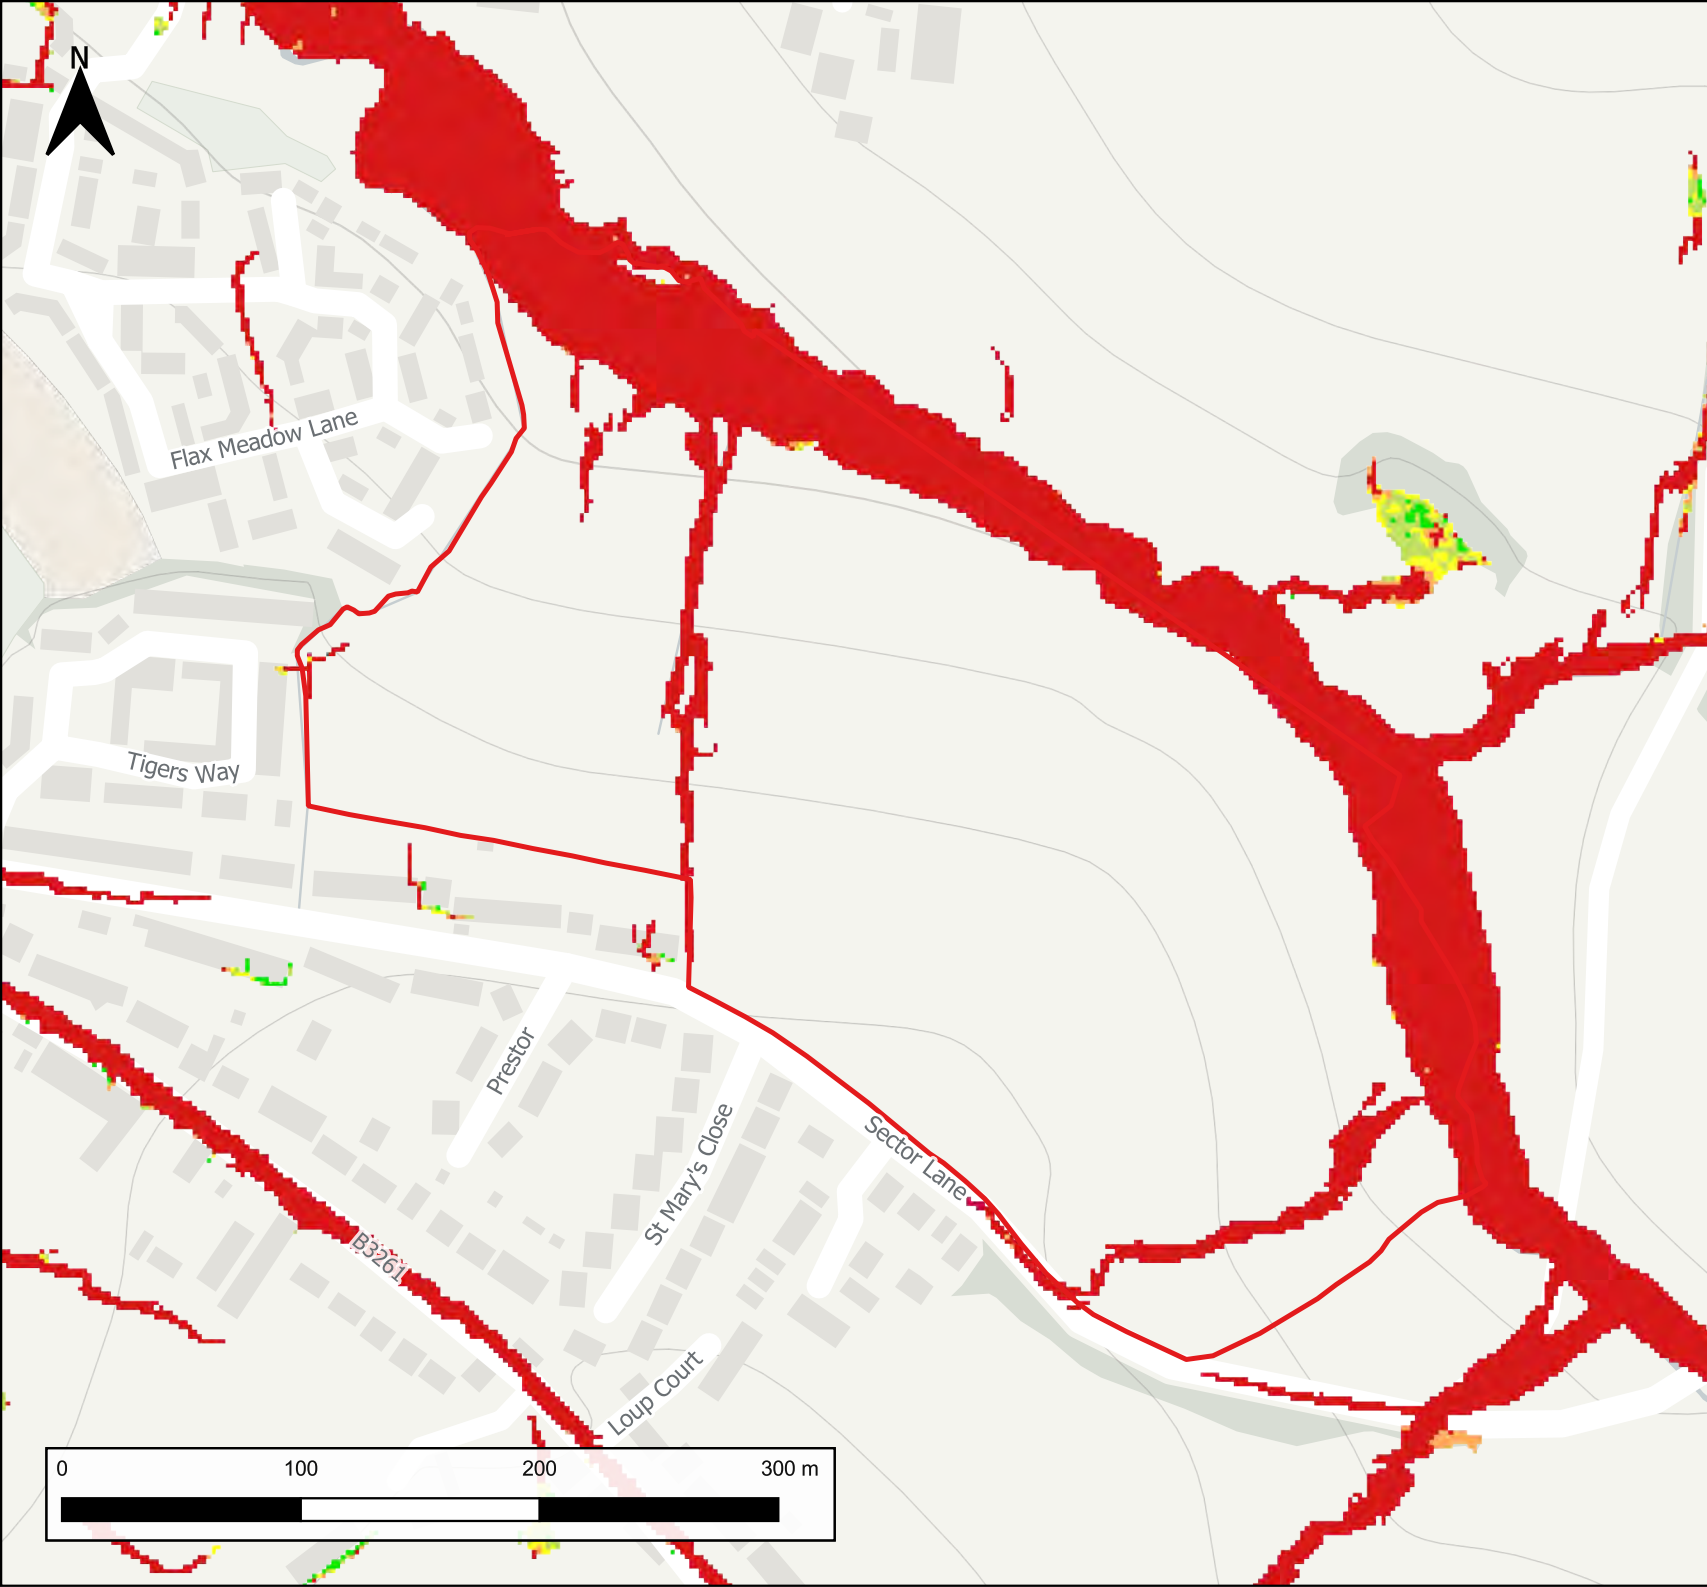 N
Flax Meadow Lane
Tigers Way
Prestor
St Mary's Close
Sector Lane
B3261
Loup Court
0 100 200 300 m